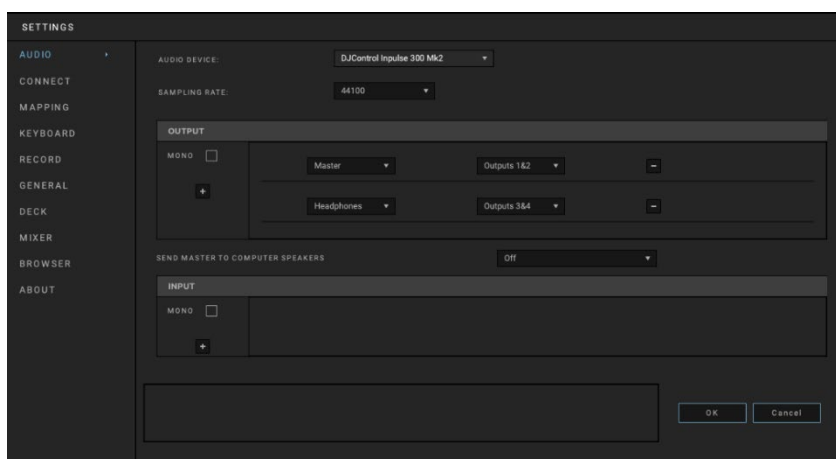 SETTINGS
AUDIO
CONNECT
MAPPING
KEYBOARD
RECORD
GENERAL
DECK
MIXER
BROWSER
ABOUT
AUDIO DEVICE: DJControl Inpulse 300 Mk2
SAMPLING RATE: 44100
OUTPUT
MONO
+
Master Outputs 1&2 −
Headphones Outputs 3&4 −
SEND MASTER TO COMPUTER SPEAKERS Off
INPUT
MONO
+
OK Cancel